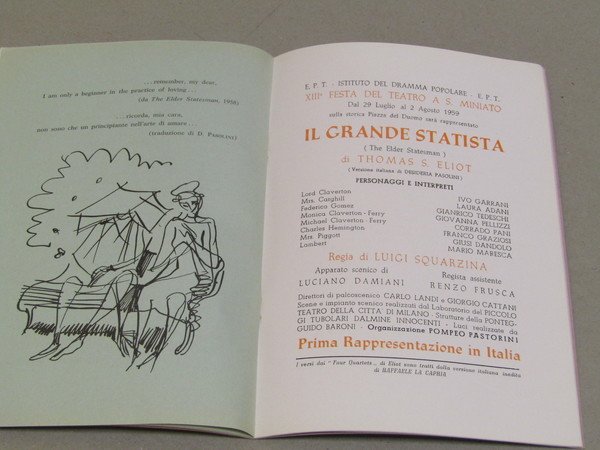 ...remember, my dear,
I am only a beginner in the practice of loving...
(da The Elder Statesman, 1958)
...ricorda, mia cara,
non sono che un principiante nell'arte di amare...
(traduzione di D. PASOLINI)
E. P. T. - ISTITUTO DEL DRAMMA POPOLARE - E. P. T.
XIIIª FESTA DEL TEATRO A S. MINIATO
Dal 29 Luglio al 2 Agosto 1959
sulla storica Piazza del Duomo sarà rappresentato
IL GRANDE STATISTA
( The Elder Statesman )
di THOMAS S. ELIOT
(Versione italiana di DESIDERIA PASOLINI)
PERSONAGGI E INTERPRETI
Lord Claverton IVO GARRANI
Mrs. Carghill LAURA ADANI
Federico Gomez GIANRICO TEDESCHI
Monica Claverton - Ferry GIOVANNA PELLIZZI
Michael Claverton - Ferry CORRADO PANI
Charles Hemington FRANCO GRAZIOSI
Mrs. Piggott GIUSI DANDOLO
Lambert MARIO MARESCA
Regia di LUIGI SQUARZINA
Apparato scenico di Regista assistente
LUCIANO DAMIANI RENZO FRUSCA
Direttori di palcoscenico CARLO LANDI e GIORGIO CATTANI
Scene e impianto scenico realizzati dal Laboratorio del PICCOLO
TEATRO DELLA CITTA DI MILANO - Strutture della PONTEG-
GI TUBOLARI DALMINE INNOCENTI - Luci realizzate da
GUIDO BARONI - Organizzazione POMPEO PASTORINI
Prima Rappresentazione in Italia
I versi dai "Four Quartets„ di Eliot sono tratti dalla versione italiana inedita
di RAFFAELE LA CAPRIA